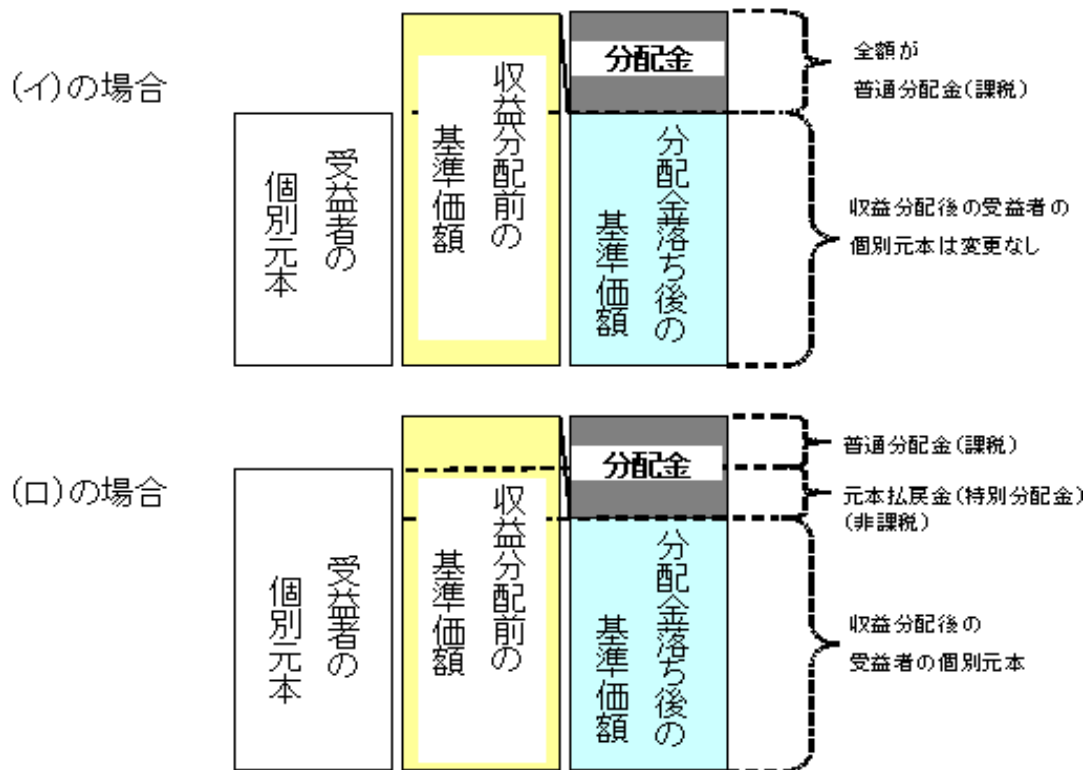 (イ)の場合
受益者の
個別元本
収益分配前の
基準価額
分配金
分配金落ち後の
基準価額
全額が
普通分配金(課税)
収益分配後の受益者の
個別元本は変更なし
(ロ)の場合
受益者の
個別元本
収益分配前の
基準価額
分配金
分配金落ち後の
基準価額
普通分配金(課税)
元本払戻金(特別分配金)
(非課税)
収益分配後の
受益者の個別元本